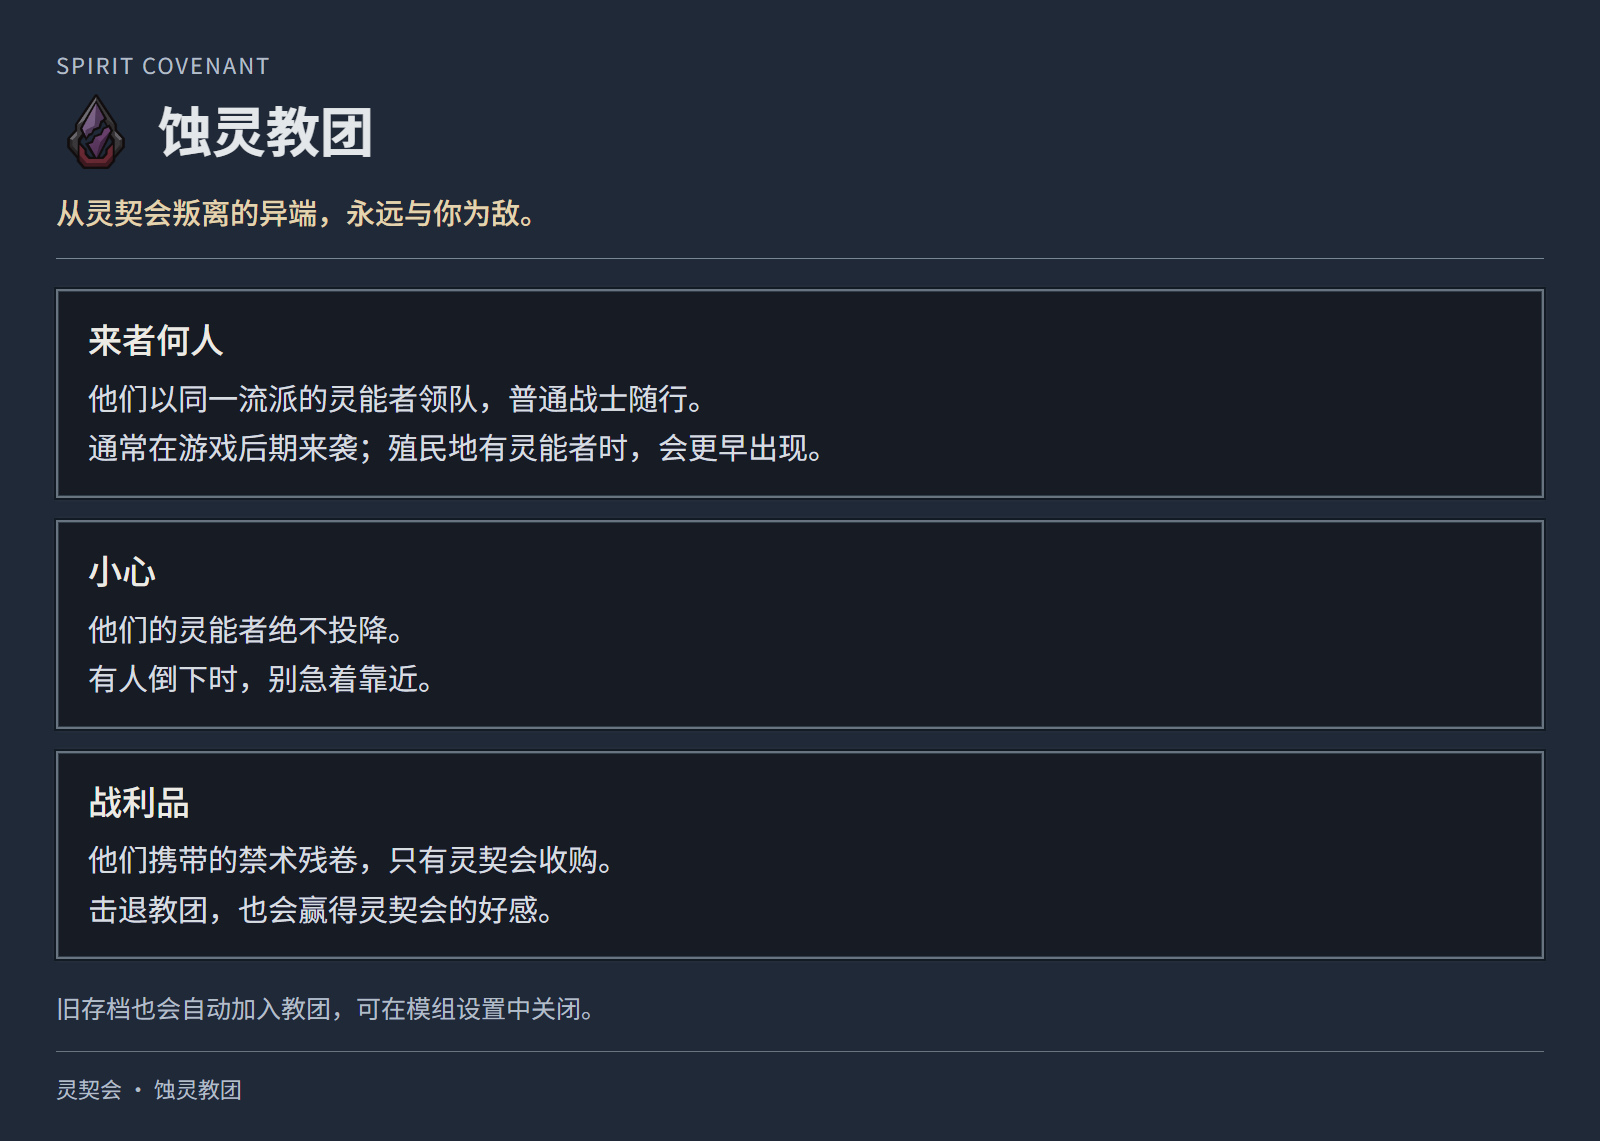 SPIRIT COVENANT
蚀灵教团
从灵契会叛离的异端，永远与你为敌。
来者何人
他们以同一流派的灵能者领队，普通战士随行。
通常在游戏后期来袭；殖民地有灵能者时，会更早出现。
小心
他们的灵能者绝不投降。
有人倒下时，别急着靠近。
战利品
他们携带的禁术残卷，只有灵契会收购。
击退教团，也会赢得灵契会的好感。
旧存档也会自动加入教团，可在模组设置中关闭。
灵契会 · 蚀灵教团